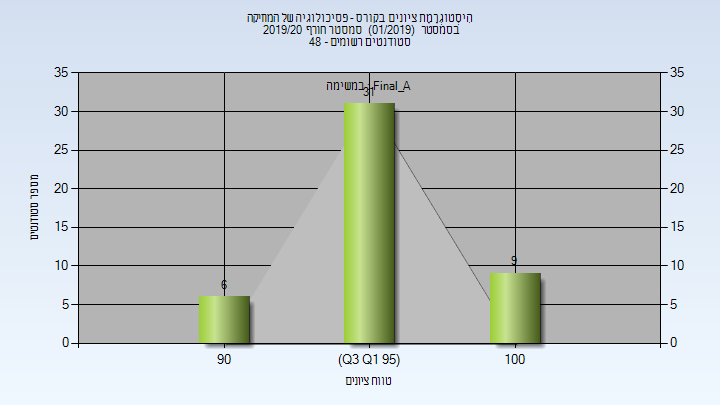 היסטוגרמת ציונים בקורס - פסיכולוגיה של המחיקה
בסמסטר (01/2019) סמסטר חורף 2019/20
סטודנטים רשומים - 48
במשימה : Final_A
35 35
30 30
25 25
20 20
15 15
10 10
5 5
0 0
6
31
9
מספר סטודנטים
90
(Q3 Q1 95)
100
טווח ציונים